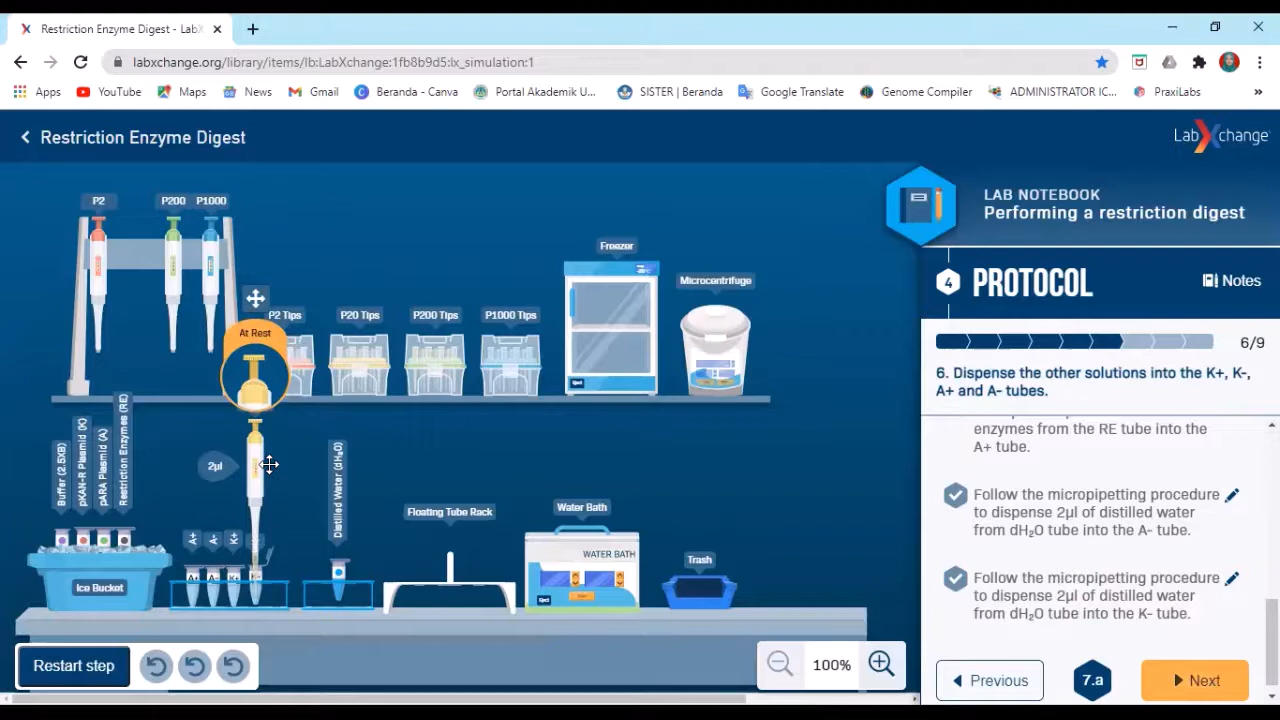 Restriction Enzyme Digest - LabX
labxchange.org/library/items/lb:LabXchange:1fb8b9d5:lx_simulation:1
Apps YouTube Maps News Gmail Beranda - Canva Portal Akademik U... SISTER | Beranda Google Translate Genome Compiler ADMINISTRATOR IC... PraxiLabs »
Restriction Enzyme Digest
LabXchange
P2 P200 P1000
At Rest
P2 Tips
P20 Tips
P200 Tips
P1000 Tips
Freezer
Eject
Microcentrifuge
Buffer (2.5XB)
pKAN-R Plasmid (K)
pARA Plasmid (A)
Restriction Enzymes (RE)
Ice Bucket
2µl
A+ A- K+
A+ A- K+ K-
Distilled Water (dH₂O)
Floating Tube Rack
Water Bath
WATER BATH
Eject
Trash
Restart step
100%
LAB NOTEBOOK
Performing a restriction digest
4 PROTOCOL
Notes
6/9
6. Dispense the other solutions into the K+, K-,
A+ and A- tubes.
enzymes from the RE tube into the
A+ tube.
Follow the micropipetting procedure
to dispense 2µl of distilled water
from dH₂O tube into the A- tube.
Follow the micropipetting procedure
to dispense 2µl of distilled water
from dH₂O tube into the K- tube.
Previous
7.a
Next